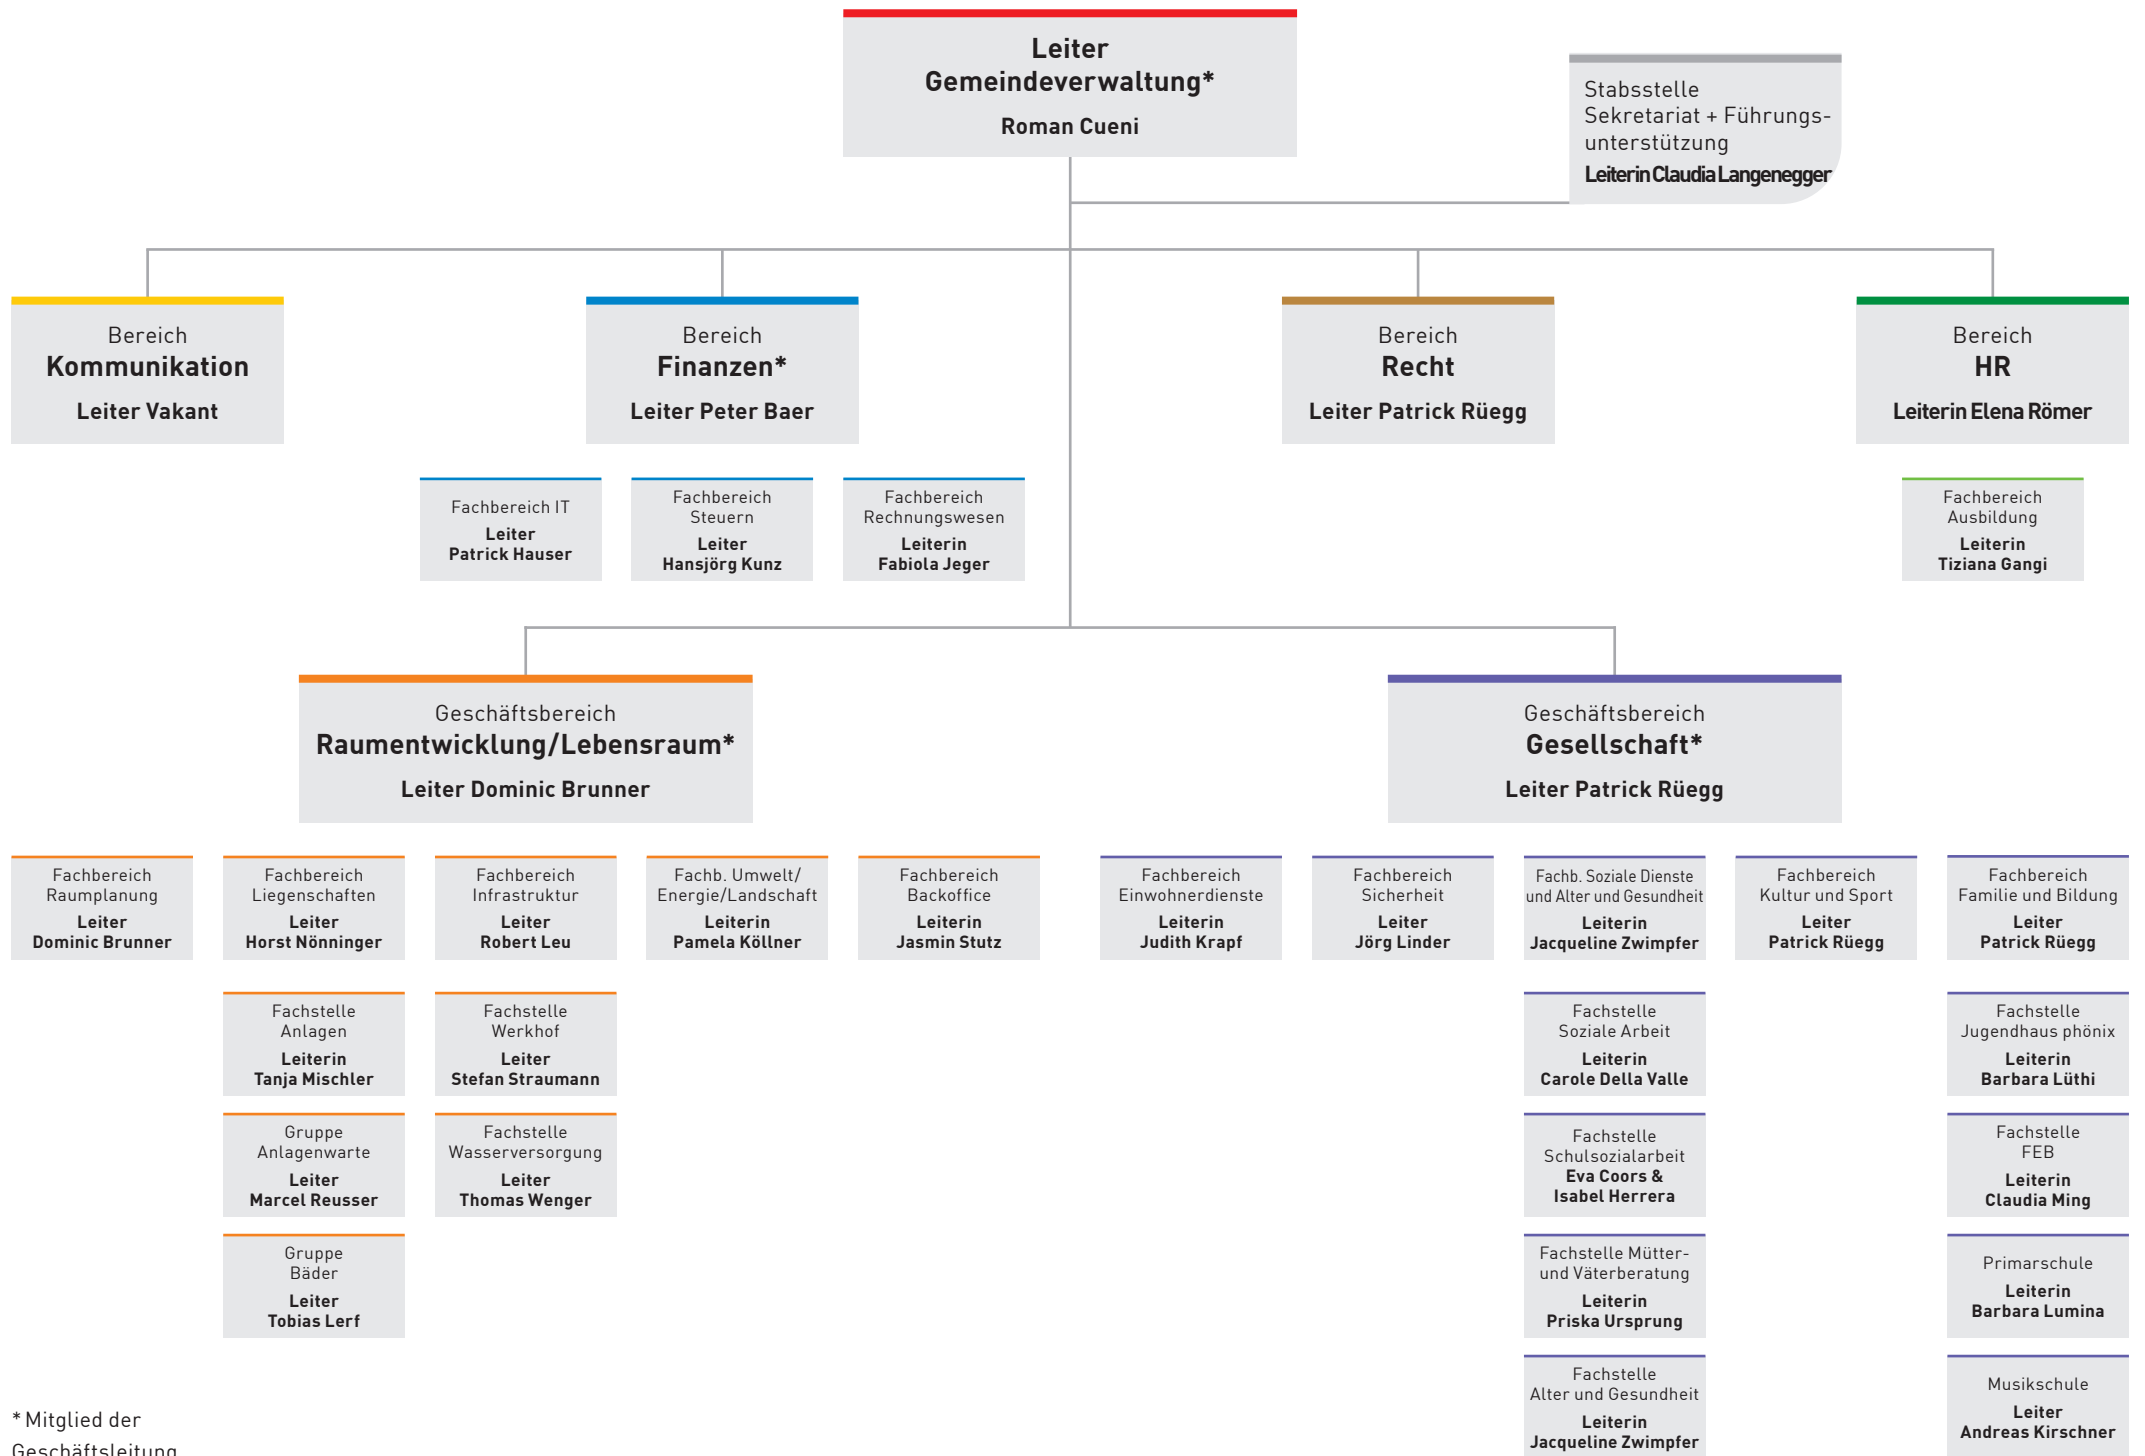 Leiter
Gemeindeverwaltung*
Roman Cueni
Stabsstelle
Sekretariat + Führungs-
unterstützung
Leiterin Claudia Langenegger
Bereich
Kommunikation
Leiter Vakant
Bereich
Finanzen*
Leiter Peter Baer
Bereich
Recht
Leiter Patrick Rüegg
Bereich
HR
Leiterin Elena Römer
Fachbereich IT
Leiter
Patrick Hauser
Fachbereich
Steuern
Leiter
Hansjörg Kunz
Fachbereich
Rechnungswesen
Leiterin
Fabiola Jeger
Fachbereich
Ausbildung
Leiterin
Tiziana Gangi
Geschäftsbereich
Raumentwicklung/Lebensraum*
Leiter Dominic Brunner
Geschäftsbereich
Gesellschaft*
Leiter Patrick Rüegg
Fachbereich
Raumplanung
Leiter
Dominic Brunner
Fachbereich
Liegenschaften
Leiter
Horst Nönninger
Fachbereich
Infrastruktur
Leiter
Robert Leu
Fachb. Umwelt/
Energie/Landschaft
Leiterin
Pamela Köllner
Fachbereich
Backoffice
Leiterin
Jasmin Stutz
Fachbereich
Einwohnerdienste
Leiterin
Judith Krapf
Fachbereich
Sicherheit
Leiter
Jörg Linder
Fachb. Soziale Dienste
und Alter und Gesundheit
Leiterin
Jacqueline Zwimpfer
Fachbereich
Kultur und Sport
Leiter
Patrick Rüegg
Fachbereich
Familie und Bildung
Leiter
Patrick Rüegg
Fachstelle
Anlagen
Leiterin
Tanja Mischler
Fachstelle
Werkhof
Leiter
Stefan Straumann
Fachstelle
Soziale Arbeit
Leiterin
Carole Della Valle
Fachstelle
Jugendhaus phönix
Leiterin
Barbara Lüthi
Gruppe
Anlagenwarte
Leiter
Marcel Reusser
Fachstelle
Wasserversorgung
Leiter
Thomas Wenger
Fachstelle
Schulsozialarbeit
Eva Coors &
Isabel Herrera
Fachstelle
FEB
Leiterin
Claudia Ming
Gruppe
Bäder
Leiter
Tobias Lerf
Fachstelle Mütter-
und Väterberatung
Leiterin
Priska Ursprung
Primarschule
Leiterin
Barbara Lumina
Fachstelle
Alter und Gesundheit
Leiterin
Jacqueline Zwimpfer
Musikschule
Leiter
Andreas Kirschner
* Mitglied der
Geschäftsleitung